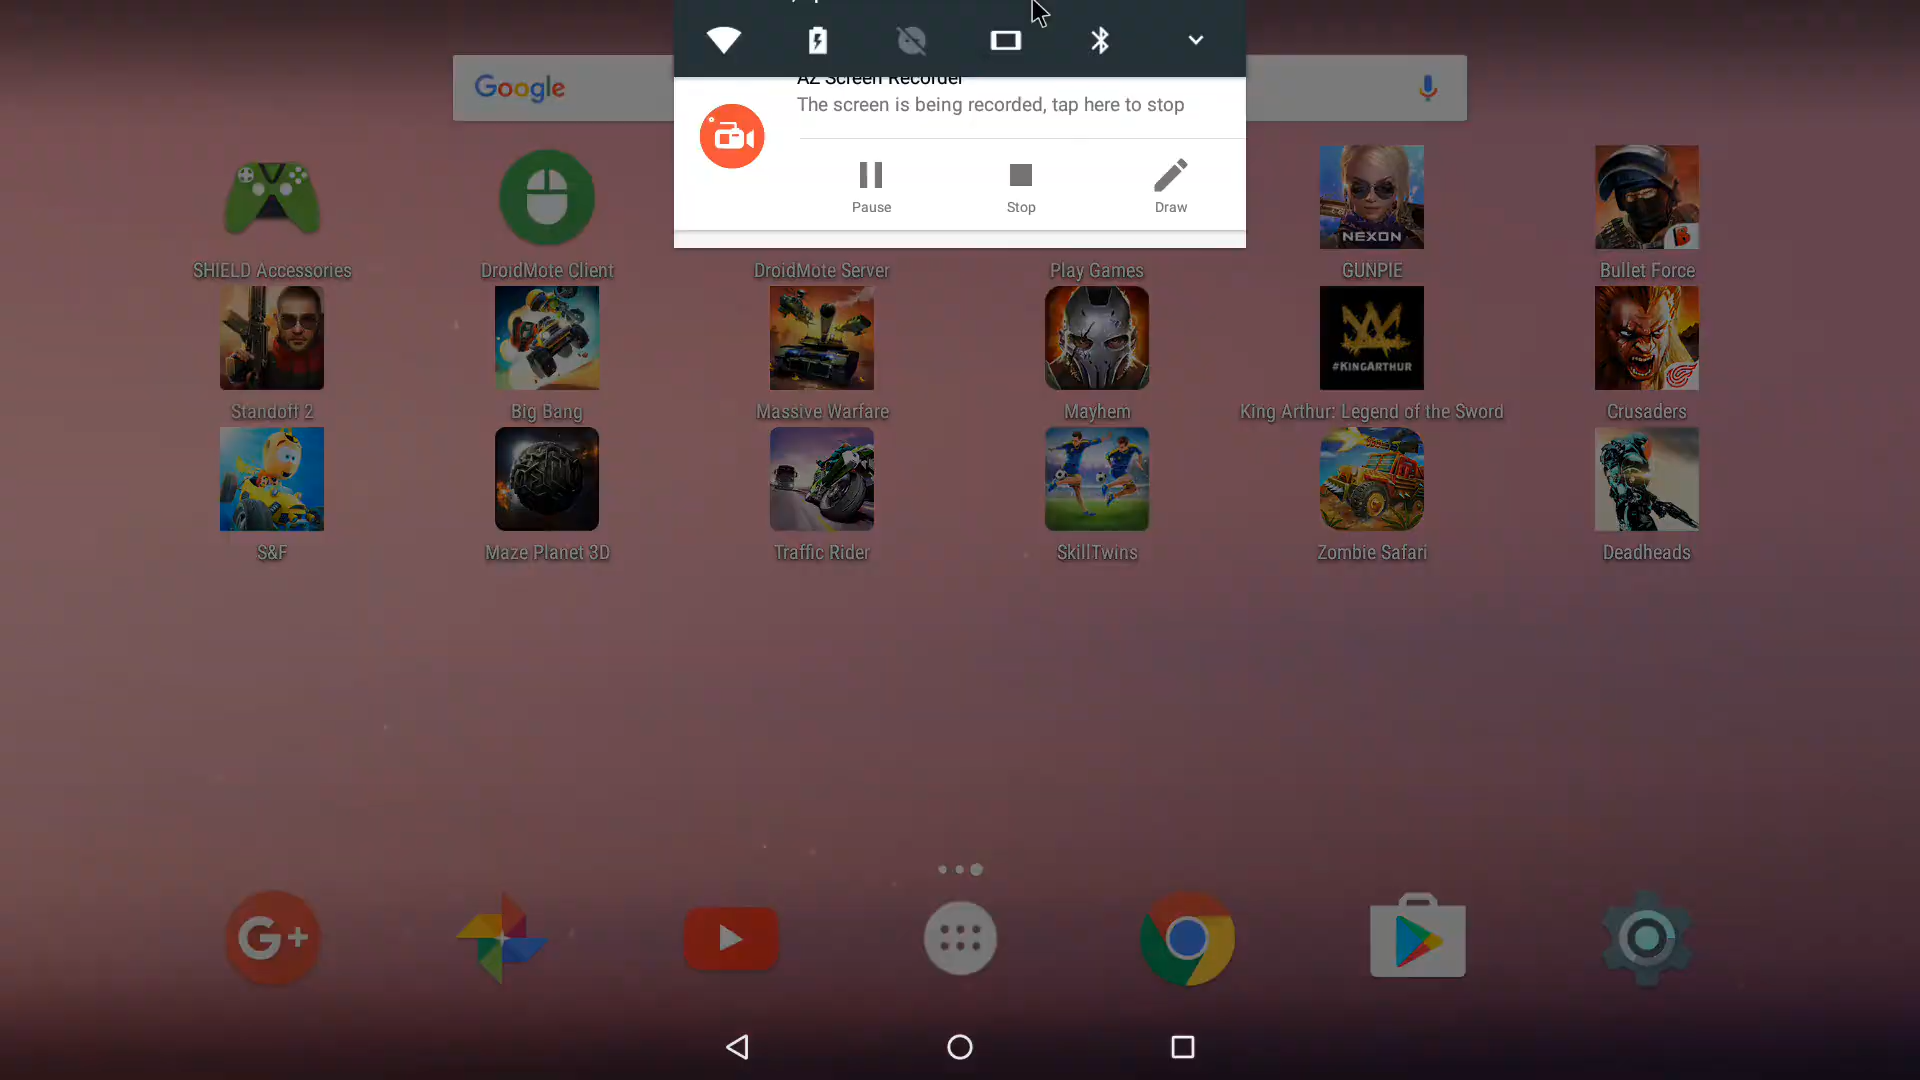 AZ Screen Recorder
Google
The screen is being recorded, tap here to stop
Pause
Stop
Draw
NEXON
SHIELD Accessories
DroidMote Client
DroidMote Server
Play Games
GUNPIE
Bullet Force
#KINGARTHUR
Standoff 2
Big Bang
Massive Warfare
Mayhem
King Arthur: Legend of the Sword
Crusaders
S&F
Maze Planet 3D
Traffic Rider
SkillTwins
Zombie Safari
Deadheads
G+